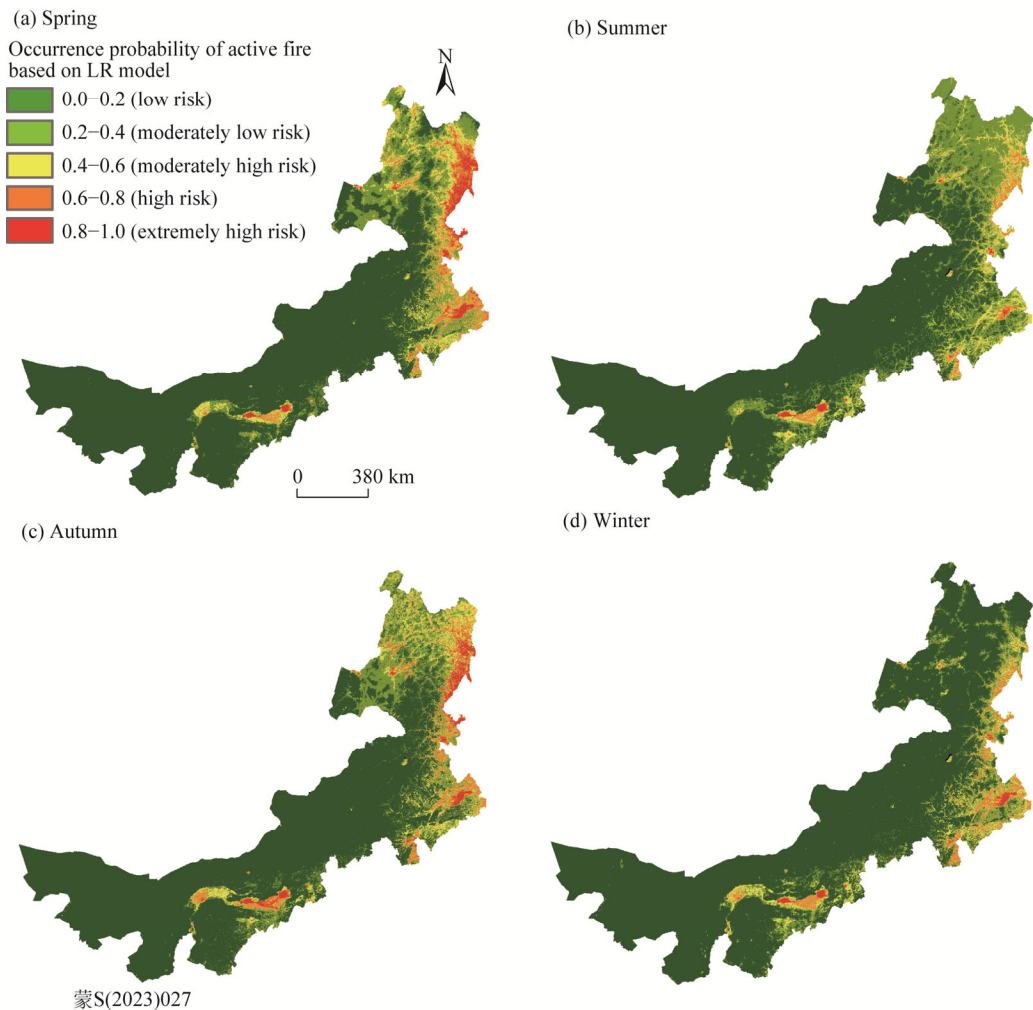 (a) Spring
Occurrence probability of active fire
based on LR model
0.0−0.2 (low risk)
0.2−0.4 (moderately low risk)
0.4−0.6 (moderately high risk)
0.6−0.8 (high risk)
0.8−1.0 (extremely high risk)
N
0 380 km
(b) Summer
(c) Autumn
蒙S(2023)027
(d) Winter